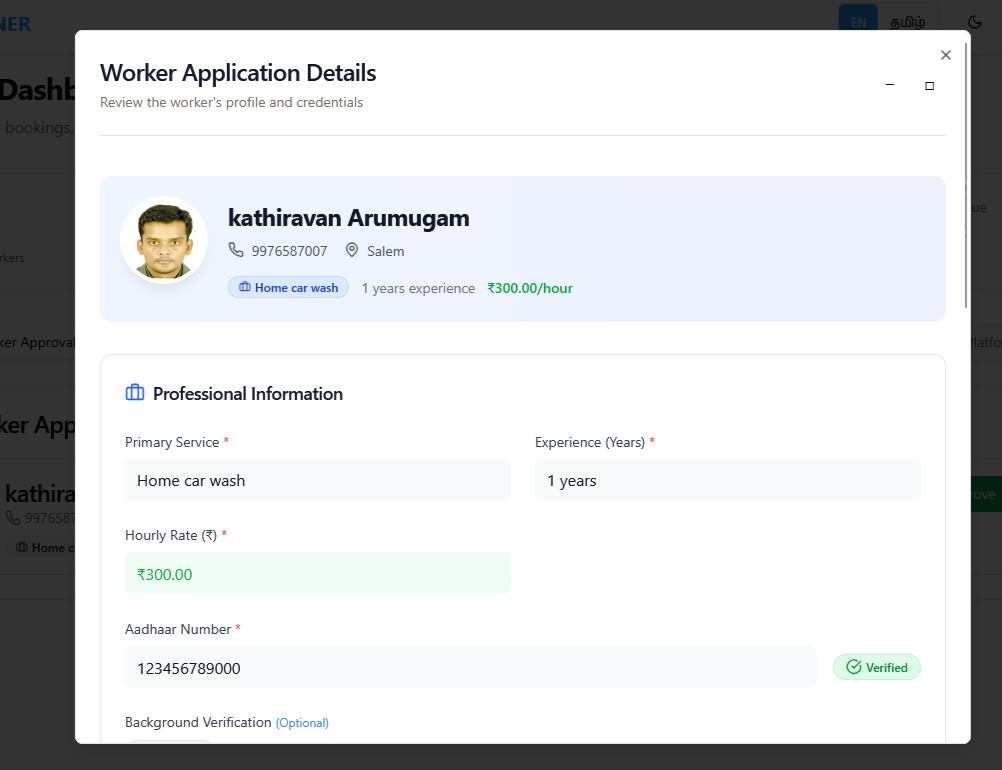 NER
EN
தமிழ்
Dashb
bookings,
ue
rkers
ker Approval
Platfo
ker App
kathira
997658
Home c
rove
Worker Application Details
Review the worker's profile and credentials
kathiravan Arumugam
9976587007
Salem
Home car wash
1 years experience
₹300.00/hour
Professional Information
Primary Service *
Experience (Years) *
Home car wash
1 years
Hourly Rate (₹) *
₹300.00
Aadhaar Number *
123456789000
Verified
Background Verification (Optional)